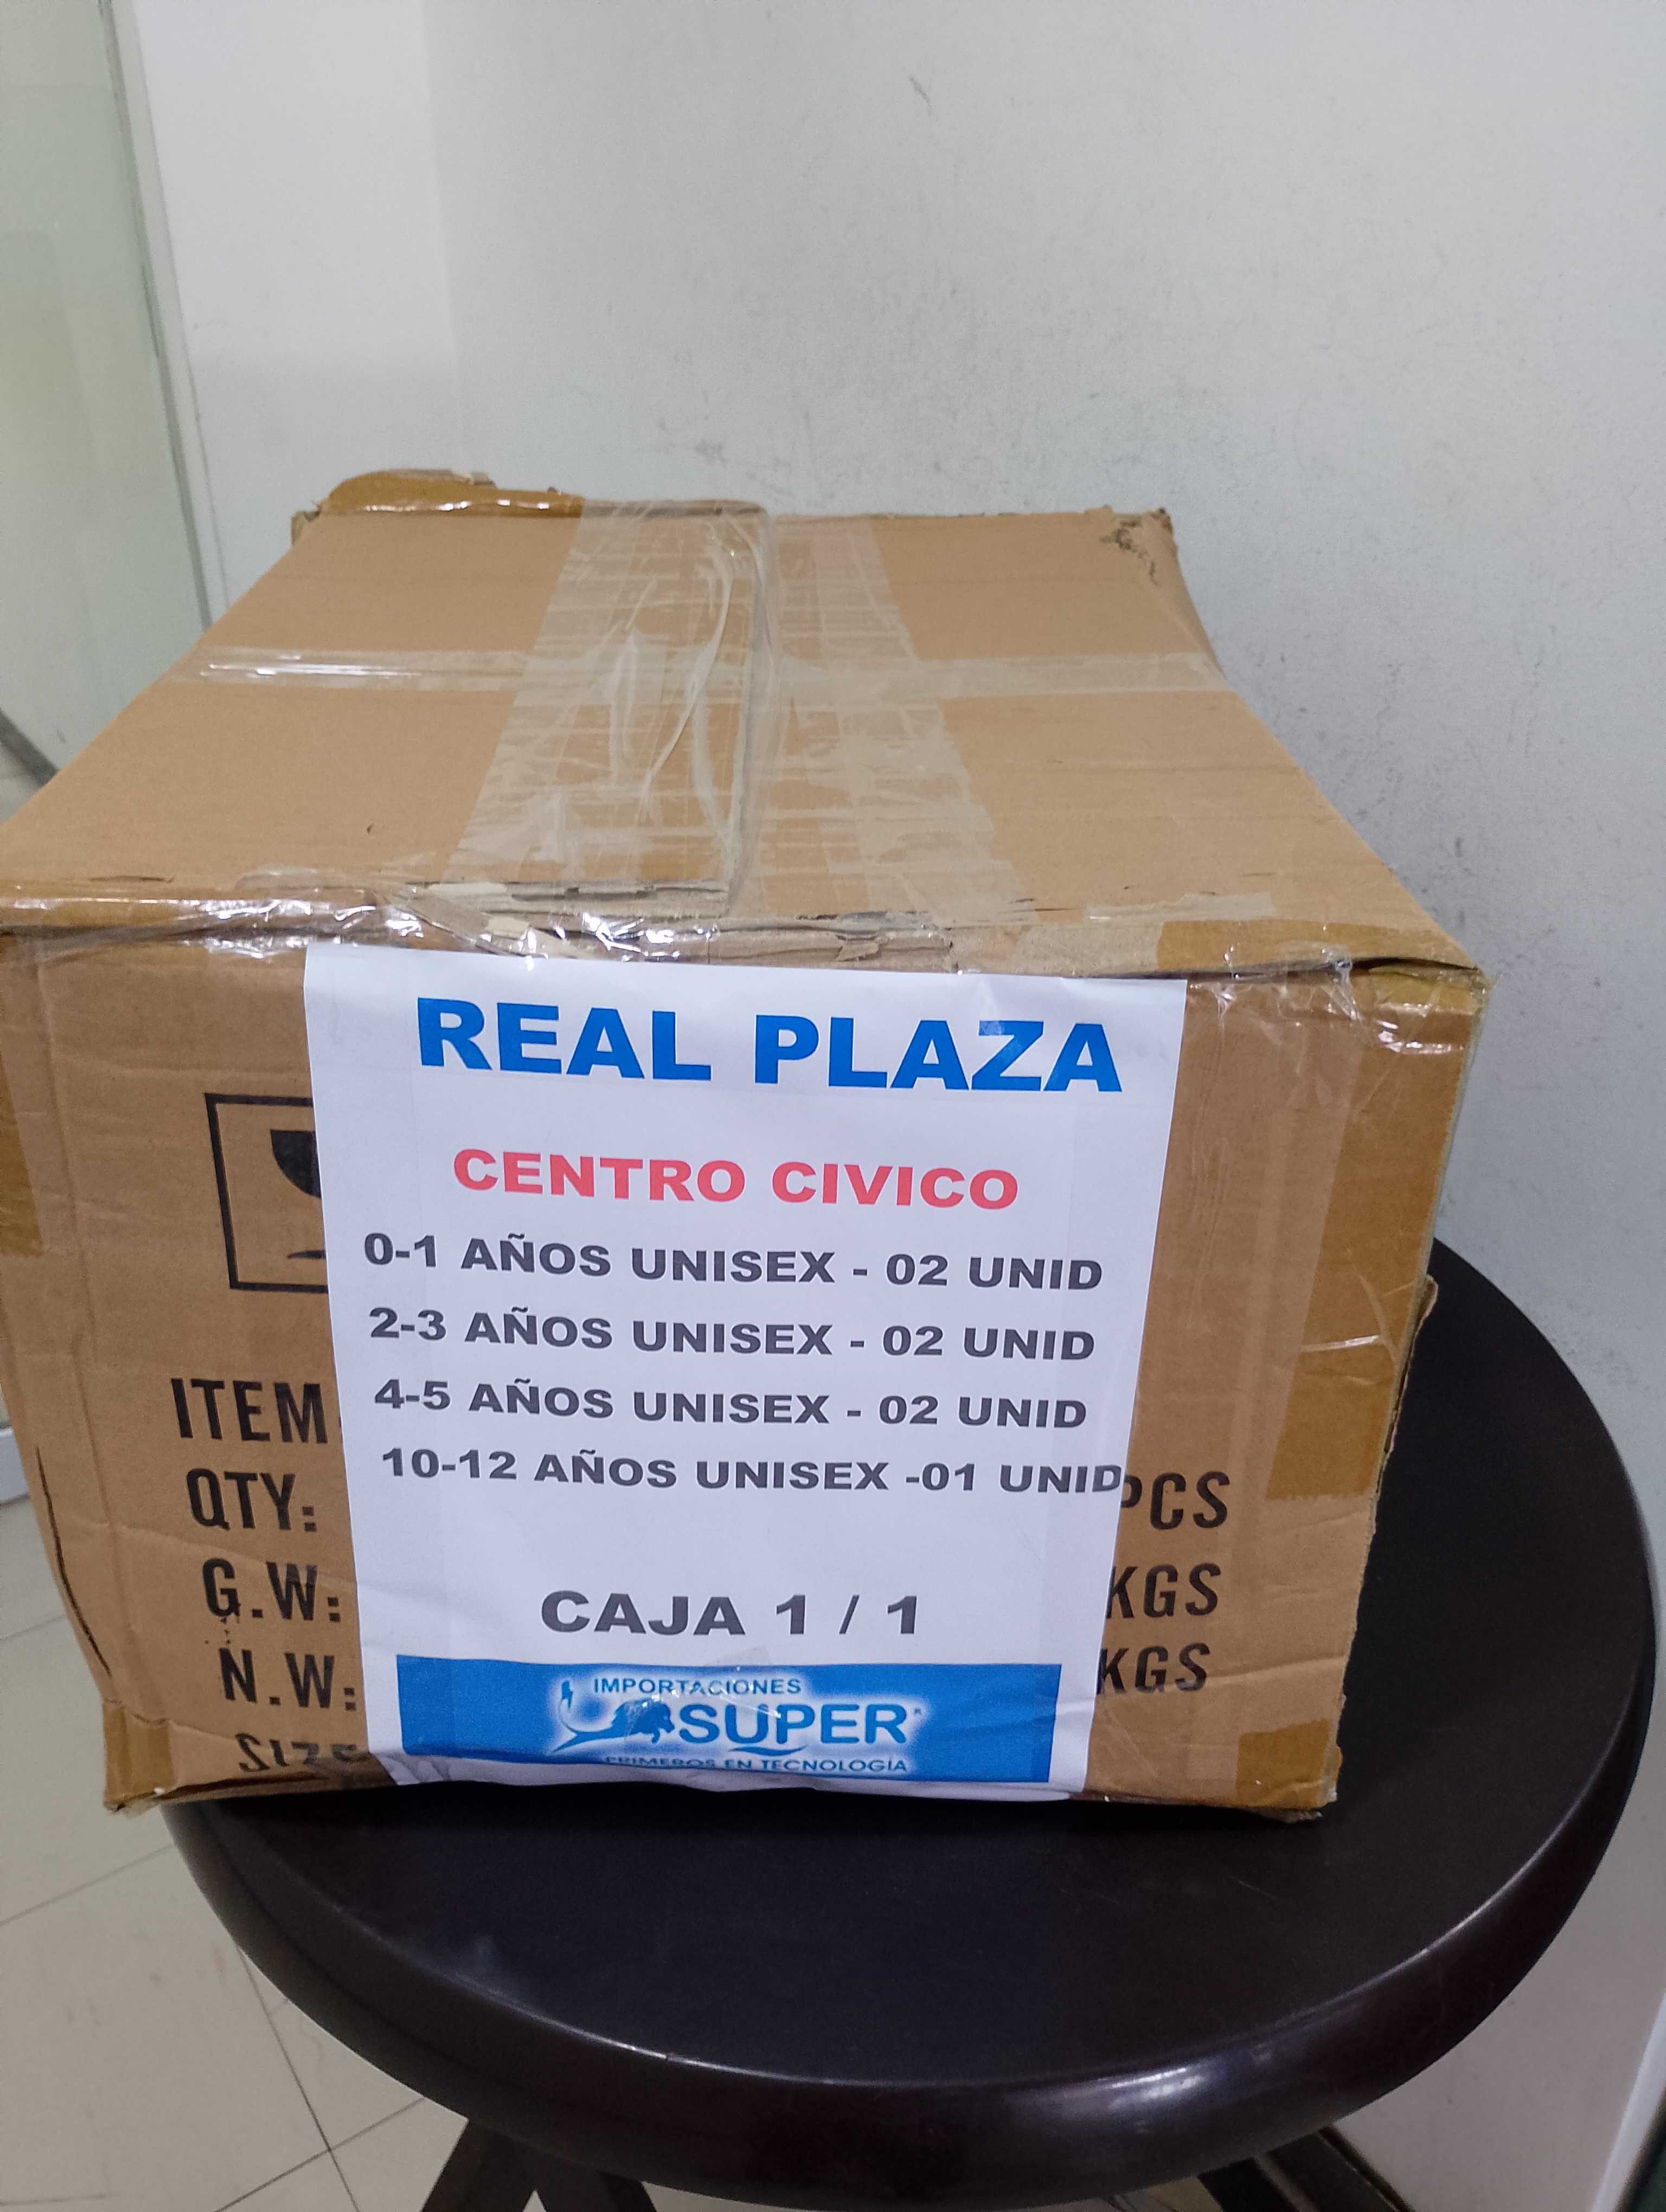 REAL PLAZA
CENTRO CIVICO
0-1 AÑOS UNISEX - 02 UNID
2-3 AÑOS UNISEX - 02 UNID
4-5 AÑOS UNISEX - 02 UNID
10-12 AÑOS UNISEX -01 UNID
CAJA 1 / 1
IMPORTACIONES
SUPER
PRIMEROS EN TECNOLOGÍA
ITEM
QTY: PCS
G.W: KGS
N.W: KGS
SIZE